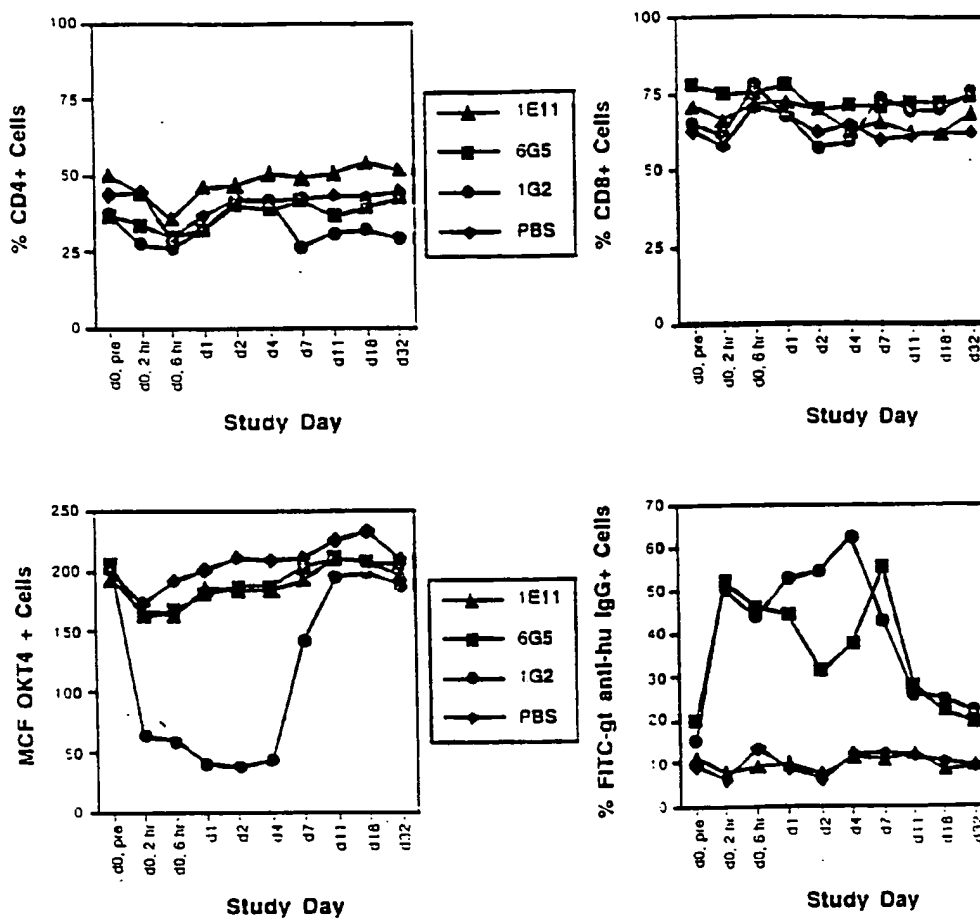 % CD4+ Cells
100
75
50
25
0
d0, pre
d0, 2 hr
d0, 6 hr
d1
d2
d4
d7
d11
d18
d32
Study Day
1E11
6G5
1G2
PBS
% CD8+ Cells
100
75
50
25
0
d0, pre
d0, 2 hr
d0, 6 hr
d1
d2
d4
d7
d11
d18
d32
Study Day
MCF OKT4 + Cells
250
200
150
100
50
0
d0, pre
d0, 2 hr
d0, 6 hr
d1
d2
d4
d7
d11
d18
d32
Study Day
1E11
6G5
1G2
PBS
% FITC-gt anti-hu IgG+ Cells
70
60
50
40
30
20
10
0
d0, pre
d0, 2 hr
d0, 6 hr
d1
d2
d4
d7
d11
d18
d32
Study Day